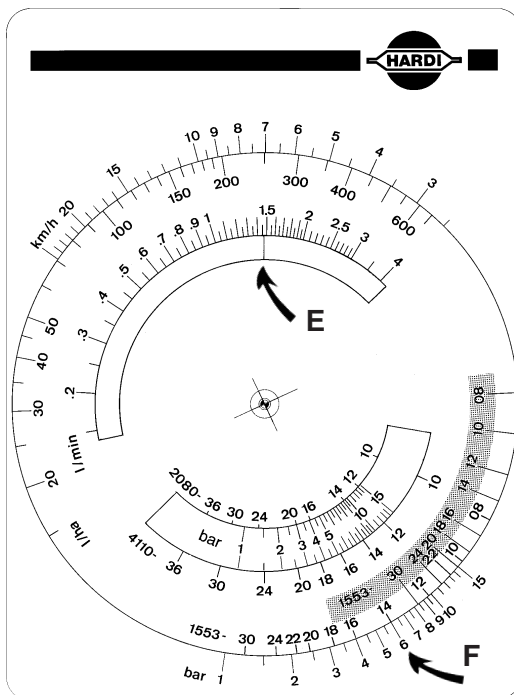 HARDI
km/h 20 15 10 9 8 7 6 5 4 3
l/ha 20 30 40 50 100 150 200 300 400 600
l/min .2 .3 .4 .5 .6 .7 .8 .9 1 1.5 2 2.5 3 4
E
2080- 36 30 24 20 16 14 12 10
bar 1 2 3 4 5 10 15
4110- 36 30 24 20 18 16 14 12 10
1553- 30 24 22 20 18 16 14 12 10 08
1553- 30 24 22 20 18 16 14 12 10 08
bar 1 2 3 4 5 6 7 8 9 10 15
F